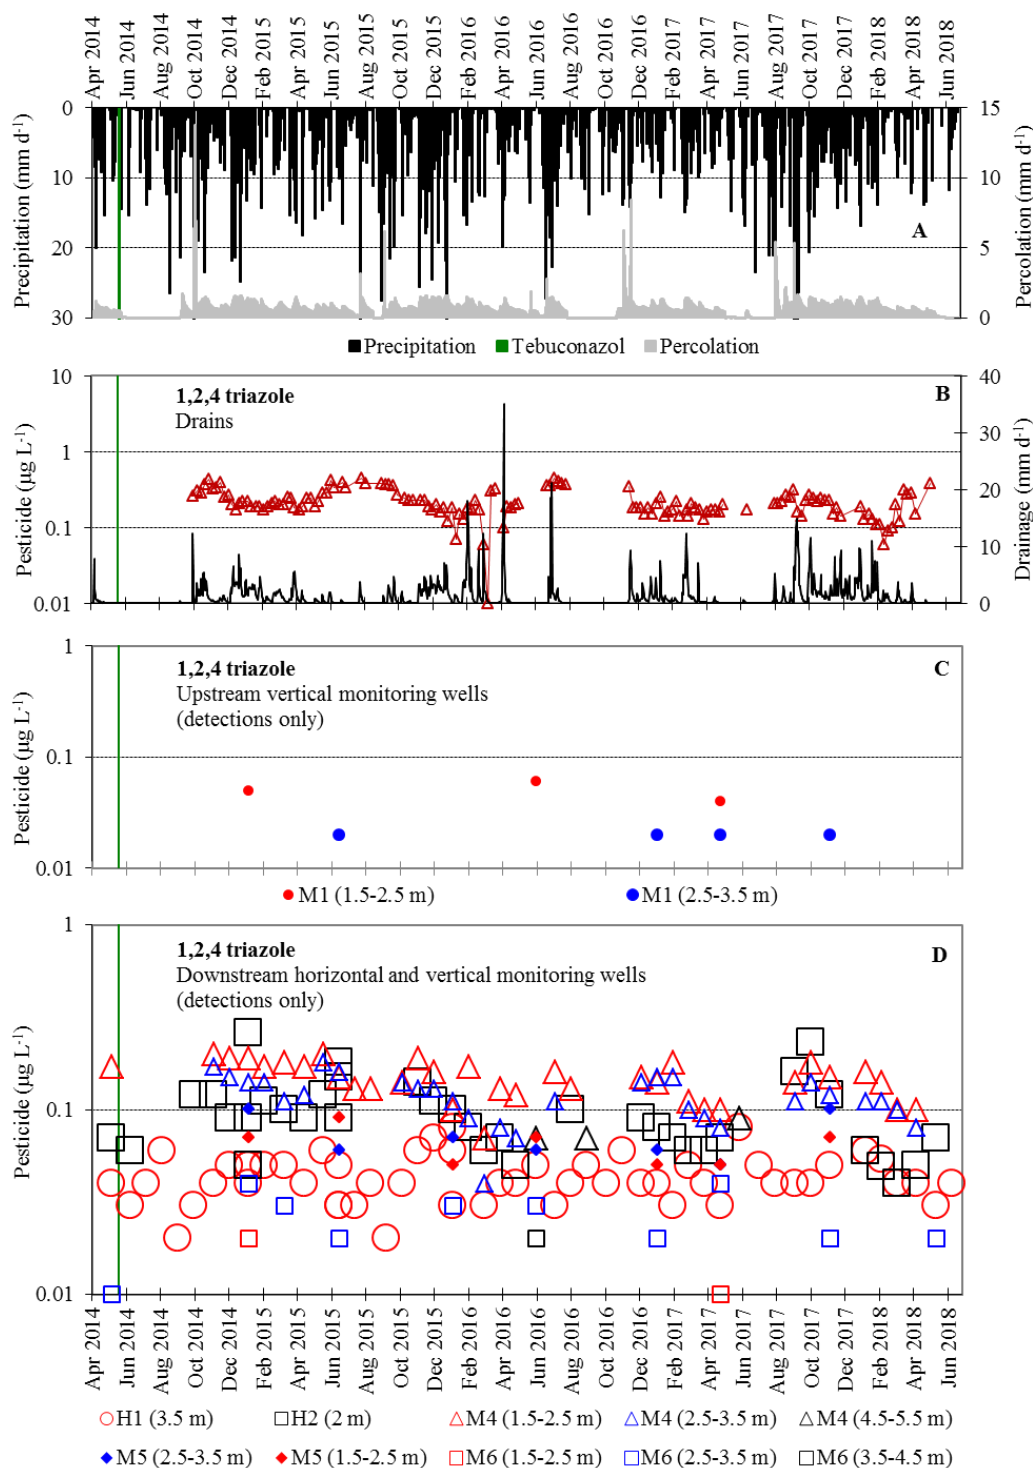 Apr 2014 Jun 2014 Aug 2014 Oct 2014 Dec 2014 Feb 2015 Apr 2015 Jun 2015 Aug 2015 Oct 2015 Dec 2015 Feb 2016 Apr 2016 Jun 2016 Aug 2016 Oct 2016 Dec 2016 Feb 2017 Apr 2017 Jun 2017 Aug 2017 Oct 2017 Dec 2017 Feb 2018 Apr 2018 Jun 2018
Precipitation (mm d⁻¹)
0
10
20
30
A
15
10
5
0
Percolation (mm d⁻¹)
Precipitation Tebuconazol Percolation
Pesticide (µg L⁻¹)
10
1
0.1
0.01
1,2,4 triazole
Drains
B
40
30
20
10
0
Drainage (mm d⁻¹)
Pesticide (µg L⁻¹)
1
0.1
0.01
1,2,4 triazole
Upstream vertical monitoring wells
(detections only)
C
M1 (1.5-2.5 m) M1 (2.5-3.5 m)
Pesticide (µg L⁻¹)
1
0.1
0.01
1,2,4 triazole
Downstream horizontal and vertical monitoring wells
(detections only)
D
Apr 2014 Jun 2014 Aug 2014 Oct 2014 Dec 2014 Feb 2015 Apr 2015 Jun 2015 Aug 2015 Oct 2015 Dec 2015 Feb 2016 Apr 2016 Jun 2016 Aug 2016 Oct 2016 Dec 2016 Feb 2017 Apr 2017 Jun 2017 Aug 2017 Oct 2017 Dec 2017 Feb 2018 Apr 2018 Jun 2018
H1 (3.5 m) H2 (2 m) M4 (1.5-2.5 m) M4 (2.5-3.5 m) M4 (4.5-5.5 m)
M5 (2.5-3.5 m) M5 (1.5-2.5 m) M6 (1.5-2.5 m) M6 (2.5-3.5 m) M6 (3.5-4.5 m)